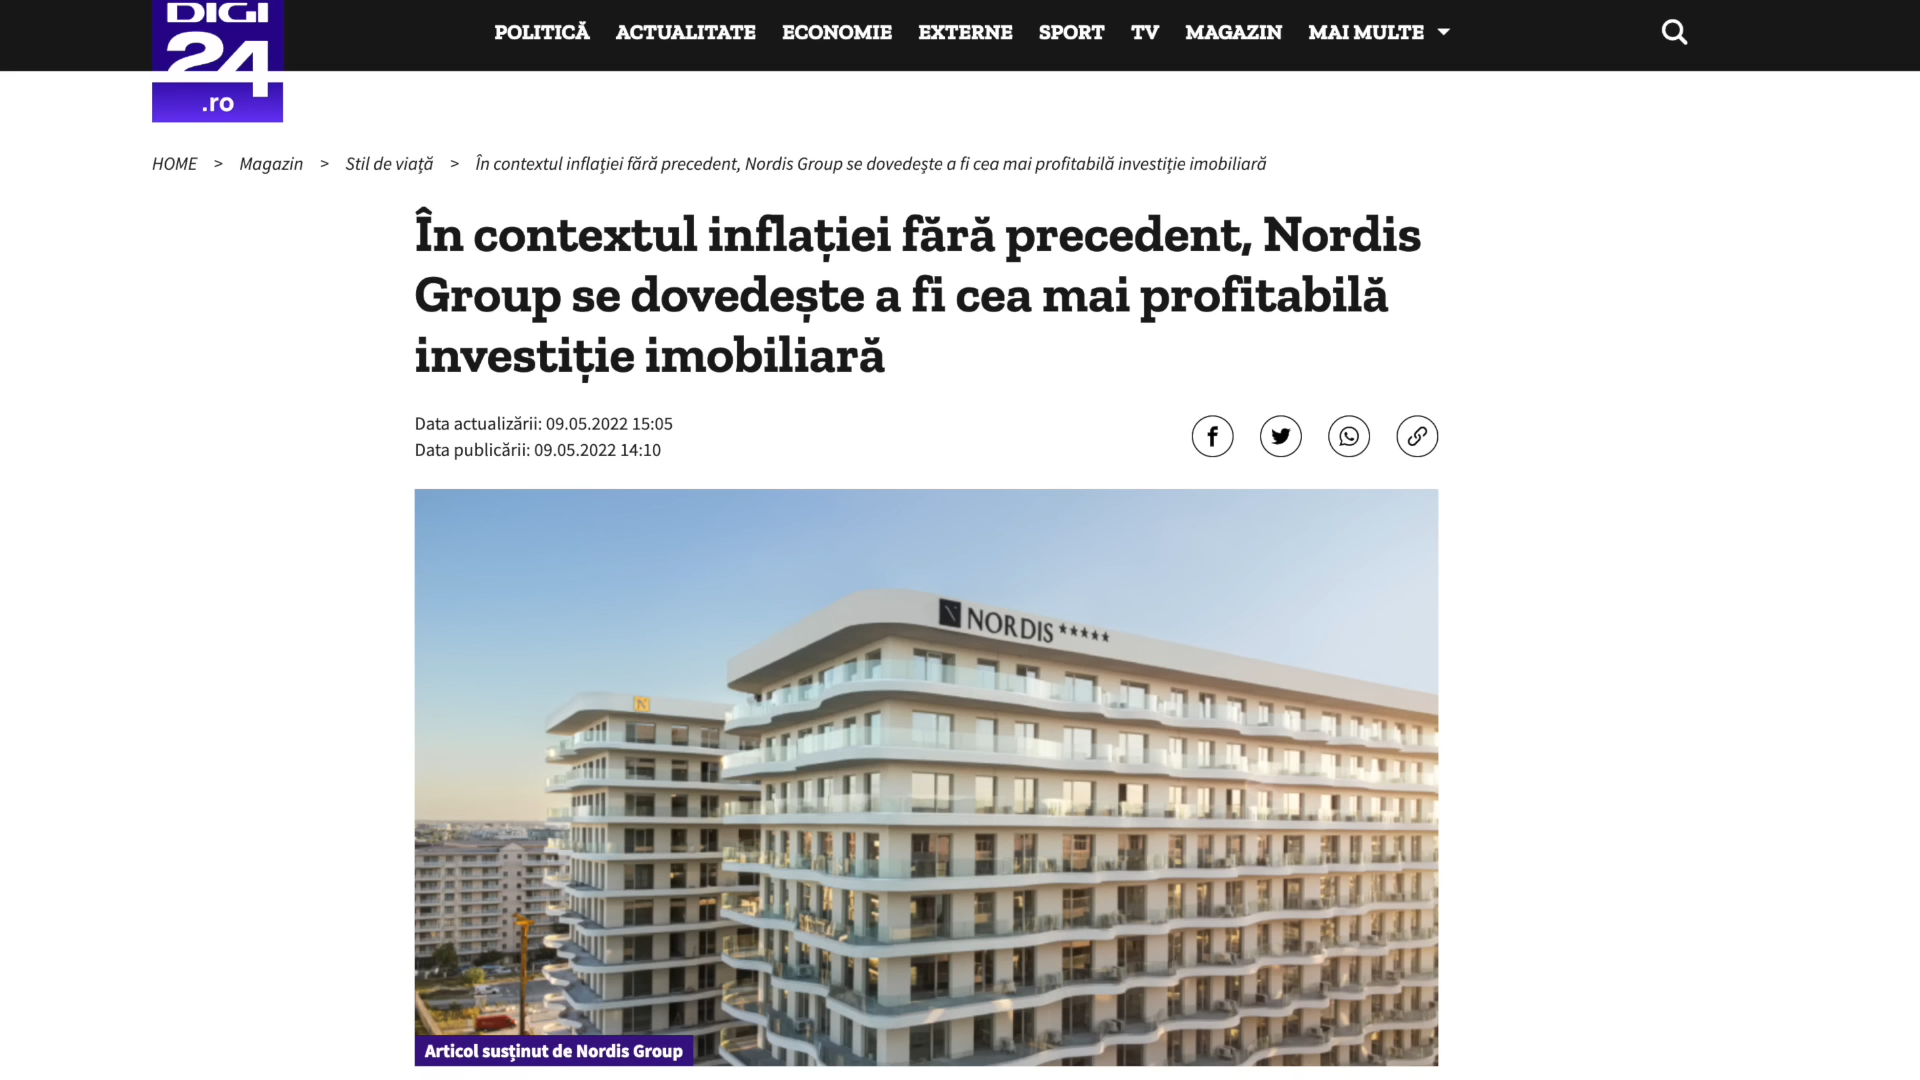 DIGI
24
.ro
POLITICĂ ACTUALITATE ECONOMIE EXTERNE SPORT TV MAGAZIN MAI MULTE
HOME > Magazin > Stil de viață > În contextul inflației fără precedent, Nordis Group se dovedește a fi cea mai profitabilă investiție imobiliară
În contextul inflației fără precedent, Nordis
Group se dovedește a fi cea mai profitabilă
investiție imobiliară
Data actualizării: 09.05.2022 15:05
Data publicării: 09.05.2022 14:10
N NORDIS ★★★★★
N
Articol susținut de Nordis Group